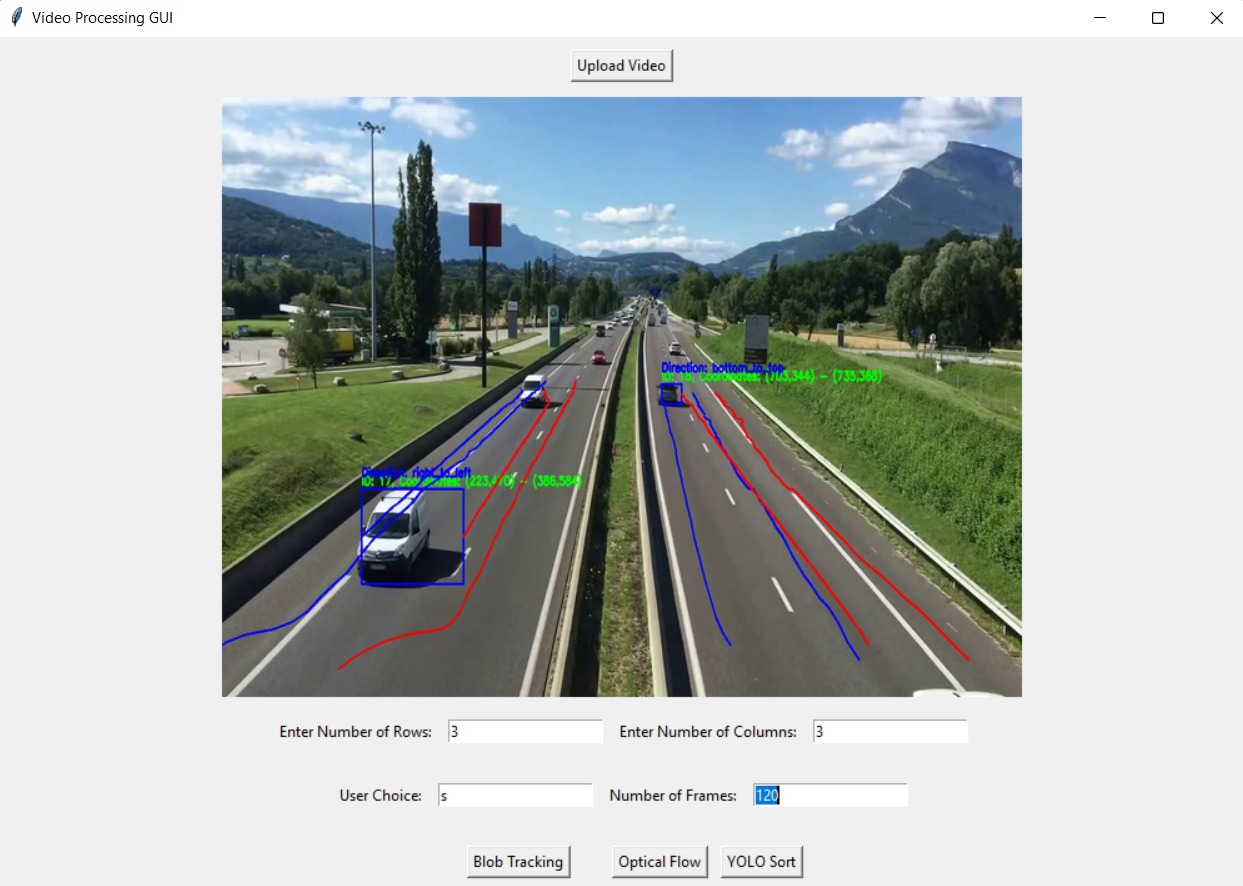 Video Processing GUI
Upload Video
Direction: bottom_to_top
ID: 16, Coordinates: (703,344) - (735,368)
Direction: right_to_left
ID: 17, Coordinates: (223,470) - (386,584)
Enter Number of Rows: 3 Enter Number of Columns: 3
User Choice: s Number of Frames: 120
Blob Tracking Optical Flow YOLO Sort